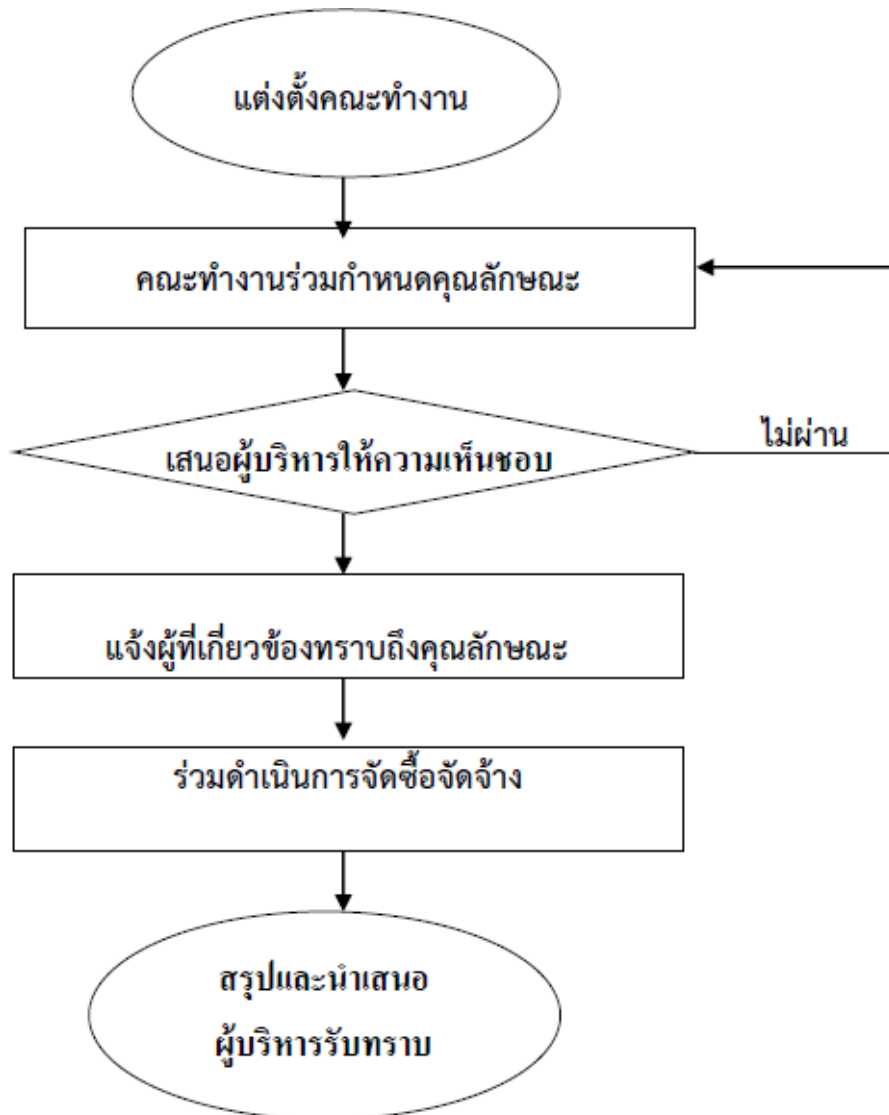 แต่งตั้งคณะทำงาน
คณะทำงานร่วมกำหนดคุณลักษณะ
เสนอผู้บริหารให้ความเห็นชอบ
ไม่ผ่าน
แจ้งผู้ที่เกี่ยวข้องทราบถึงคุณลักษณะ
ร่วมดำเนินการจัดซื้อจัดจ้าง
สรุปและนำเสนอ
ผู้บริหารรับทราบ